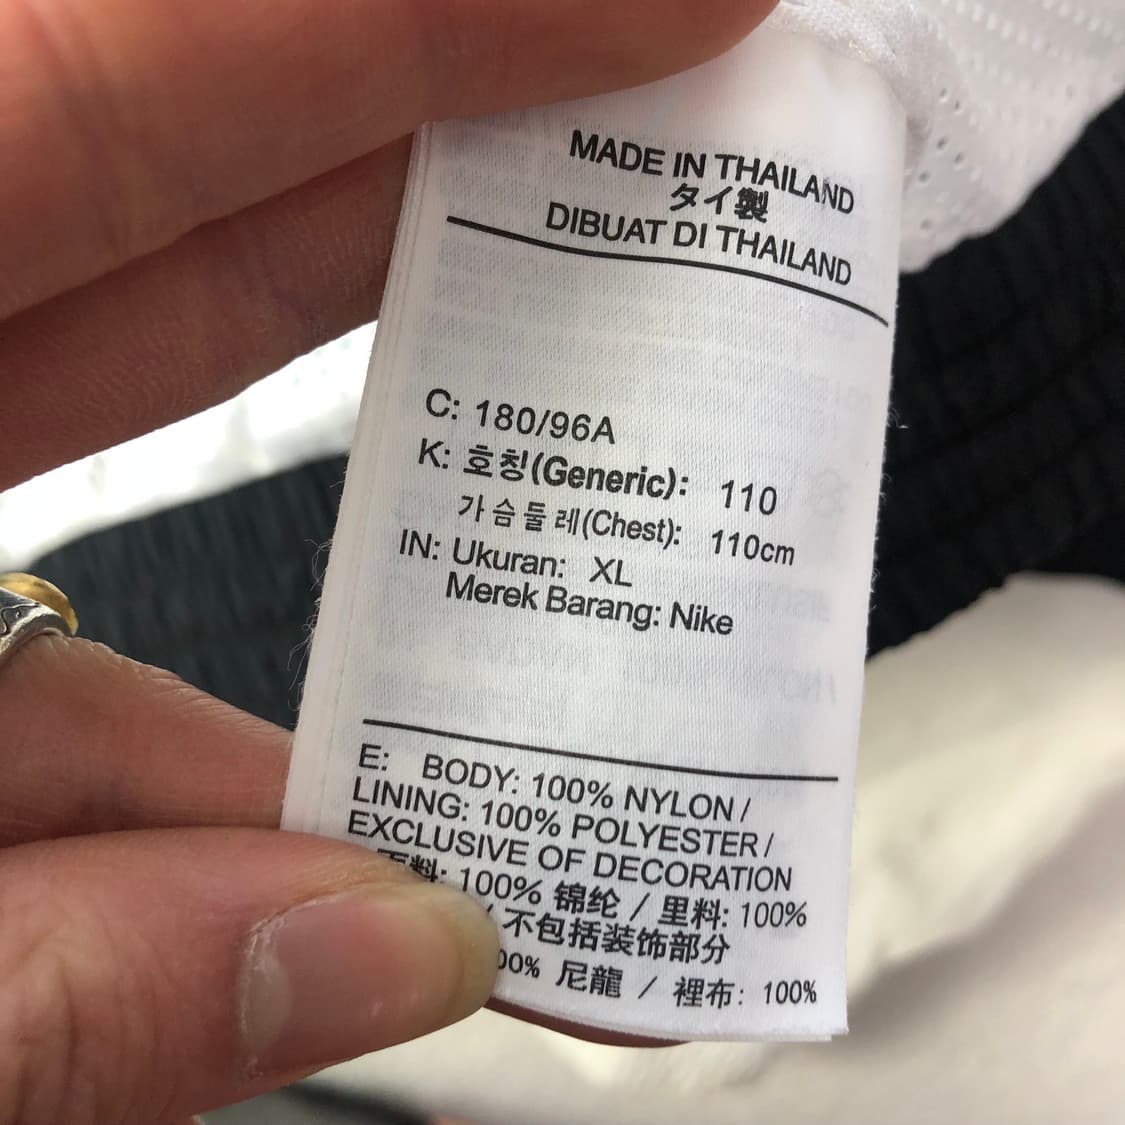 MADE IN THAILAND
タイ製
DIBUAT DI THAILAND
C: 180/96A
K: 호칭(Generic): 110
가슴둘레(Chest): 110cm
IN: Ukuran: XL
Merek Barang: Nike
E: BODY: 100% NYLON /
LINING: 100% POLYESTER /
EXCLUSIVE OF DECORATION
料: 100% 锦纶 / 里料: 100%
/ 不包括装饰部分
00% 尼龍 / 裡布: 100%